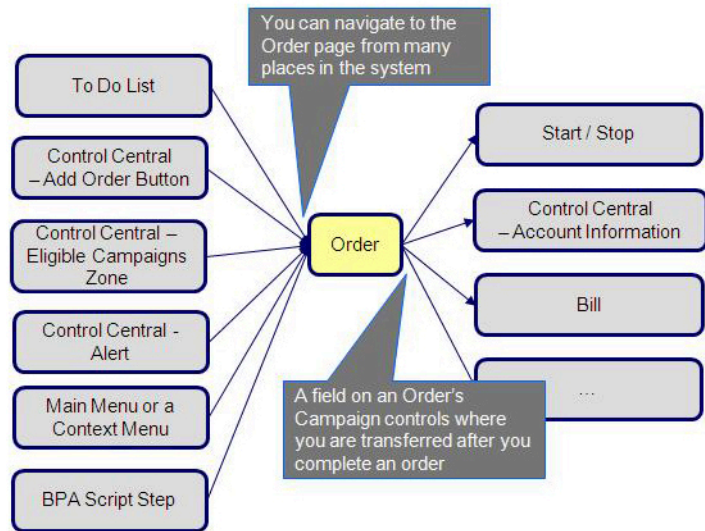 You can navigate to the
Order page from many
places in the system
To Do List
Control Central
– Add Order Button
Control Central –
Eligible Campaigns
Zone
Control Central -
Alert
Main Menu or a
Context Menu
BPA Script Step
Order
Start / Stop
Control Central
– Account Information
Bill
...
A field on an Order's
Campaign controls where
you are transferred after you
complete an order